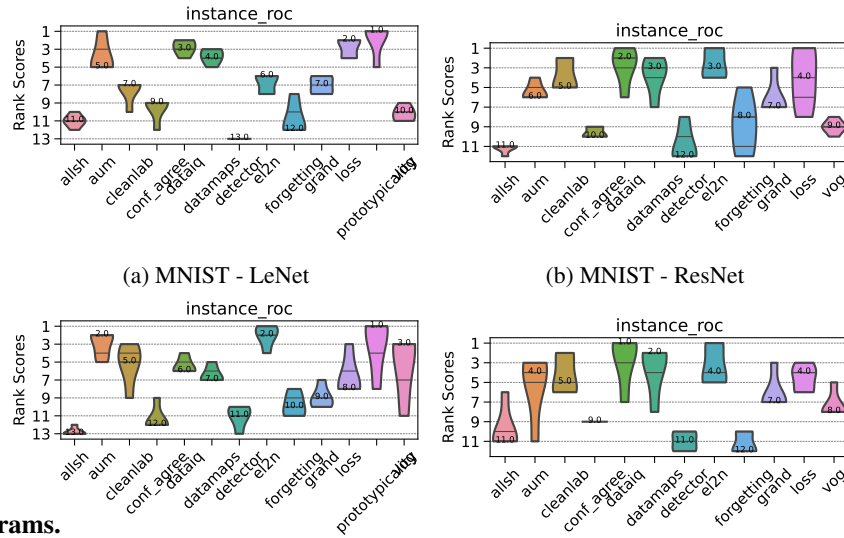 instance_roc
Rank Scores
1
3
5
7
9
11
13
11.0 5.0 7.0 9.0 3.0 4.0 13.0 6.0 12.0 7.0 2.0 1.0 10.0
allsh aum cleanlab conf_agree dataiq datamaps detector el2n forgetting grand loss
(a) MNIST - LeNet
instance_roc
Rank Scores
1
3
5
7
9
11
11.0 6.0 5.0 10.0 2.0 3.0 12.0 3.0 8.0 7.0 4.0 9.0
allsh aum cleanlab conf_agree dataiq datamaps detector el2n forgetting grand loss vog
(b) MNIST - ResNet
instance_roc
Rank Scores
1
3
5
7
9
11
13
13.0 2.0 5.0 12.0 6.0 7.0 11.0 2.0 10.0 9.0 8.0 1.0 3.0
allsh aum cleanlab conf_agree dataiq datamaps detector el2n forgetting grand loss
instance_roc
Rank Scores
1
3
5
7
9
11
11.0 4.0 5.0 9.0 1.0 2.0 11.0 4.0 12.0 7.0 4.0 8.0
allsh aum cleanlab conf_agree dataiq datamaps detector el2n forgetting grand loss vog
rams.